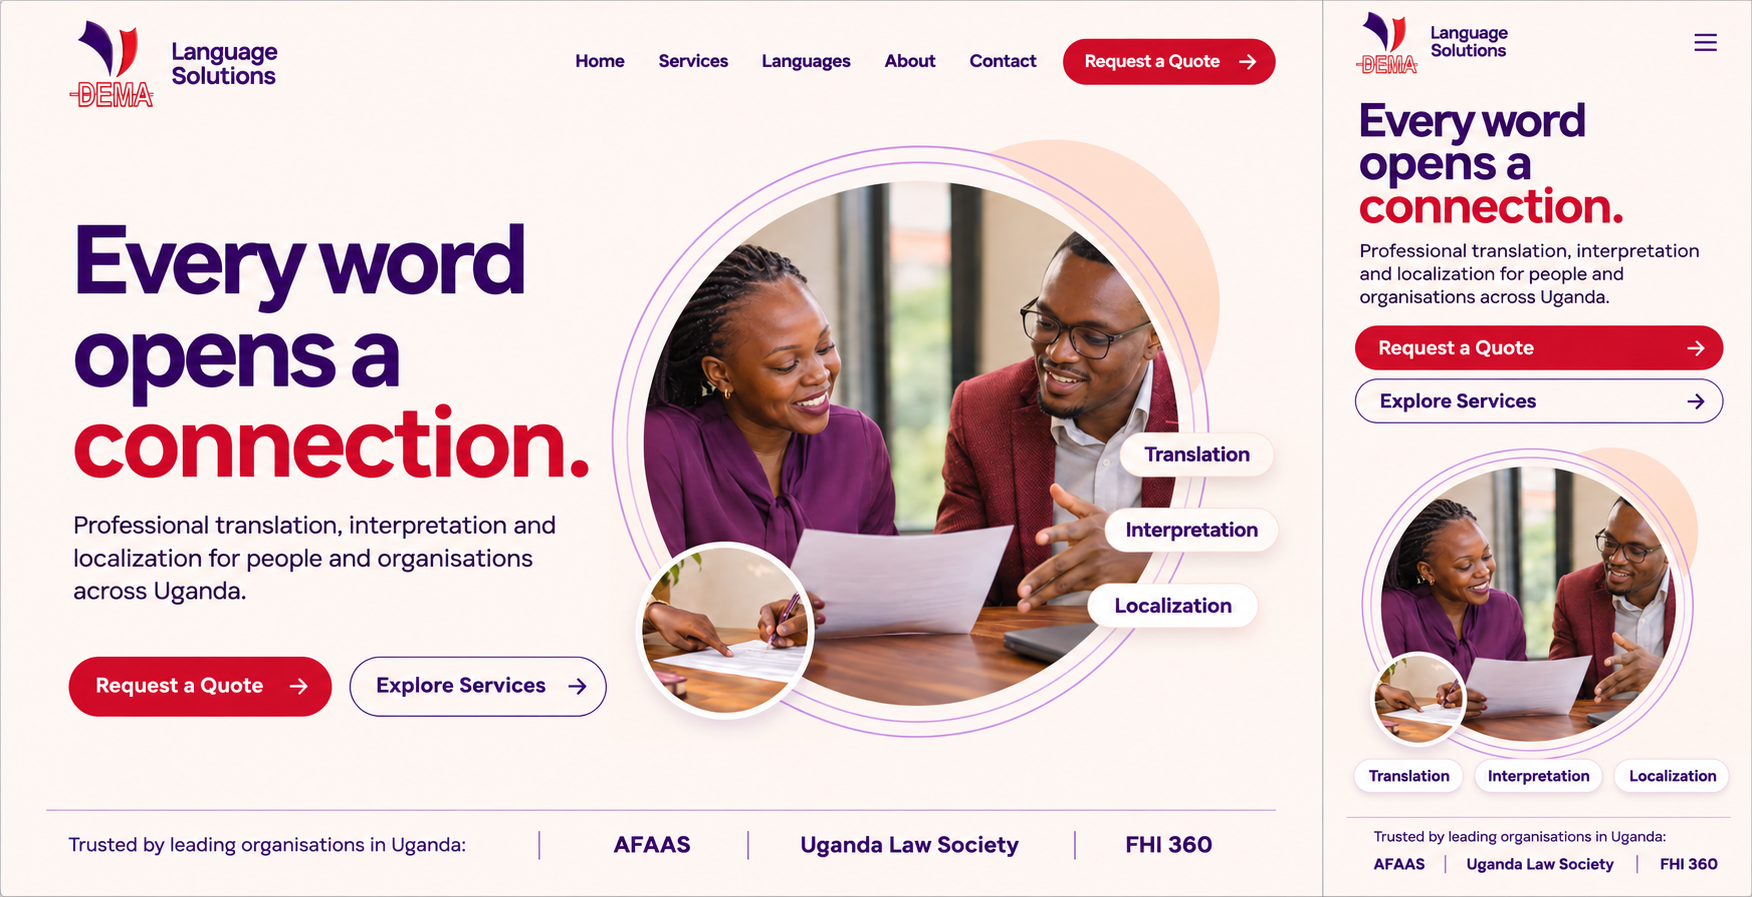 DEMA
Language
Solutions
Home Services Languages About Contact Request a Quote
Every word
opens a
connection.
Professional translation, interpretation and
localization for people and organisations
across Uganda.
Request a Quote
Explore Services
Translation
Interpretation
Localization
Trusted by leading organisations in Uganda:
AFAAS
Uganda Law Society
FHI 360
DEMA
Language
Solutions
Every word
opens a
connection.
Professional translation, interpretation
and localization for people and
organisations across Uganda.
Request a Quote
Explore Services
Translation
Interpretation
Localization
Trusted by leading organisations in Uganda:
AFAAS
Uganda Law Society
FHI 360